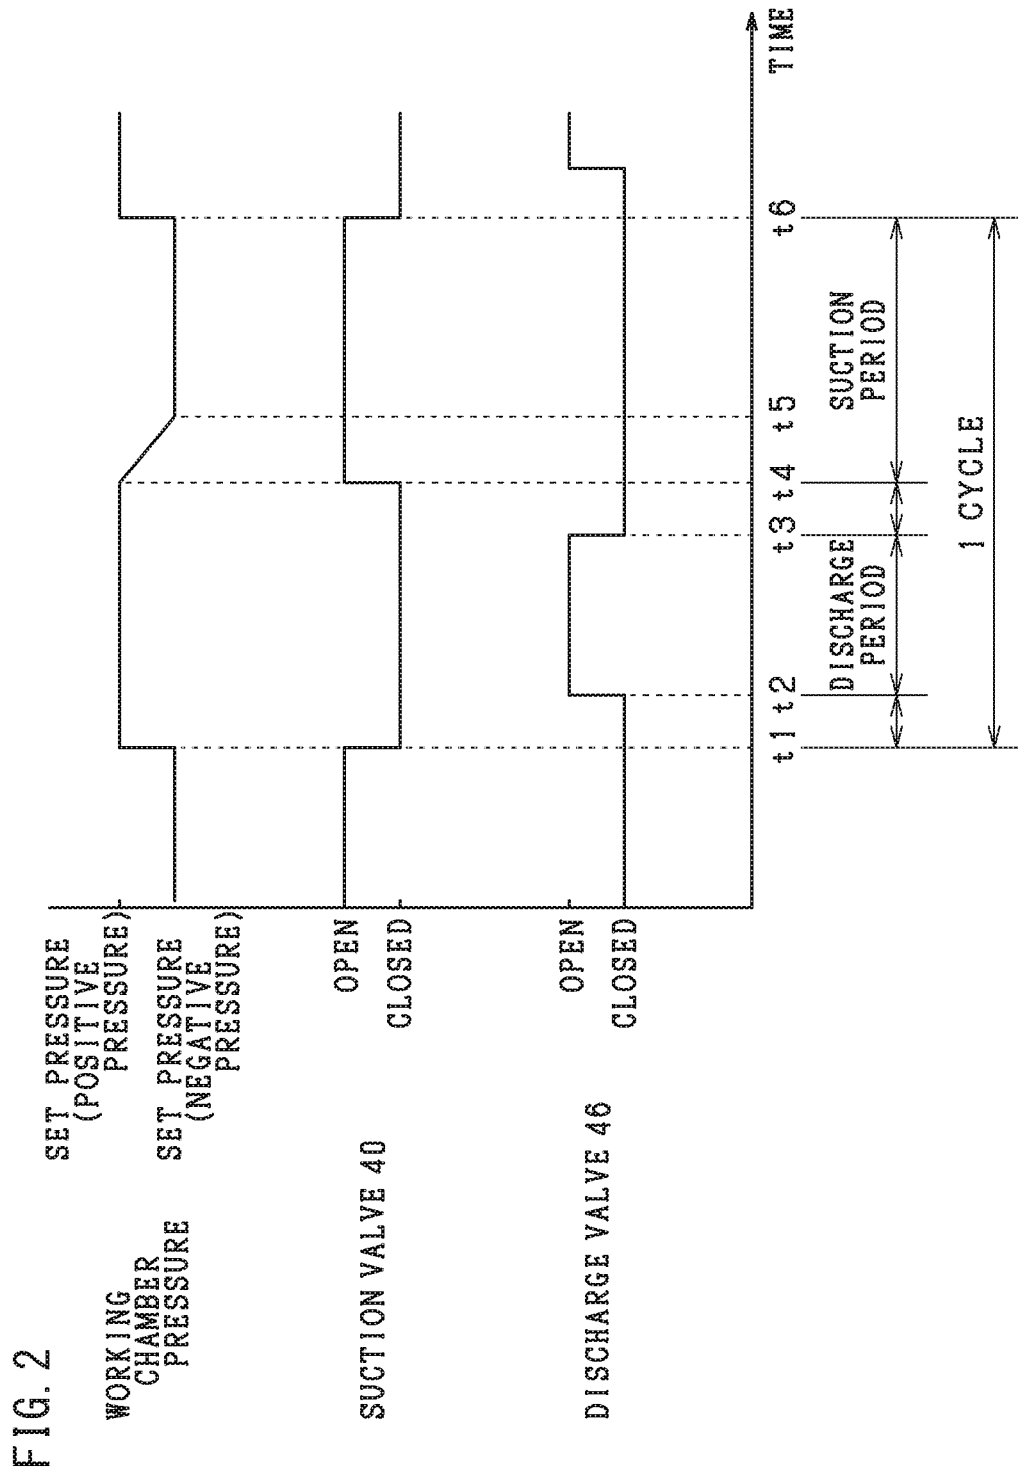 FIG. 2
SET PRESSURE
(POSITIVE
PRESSURE)
WORKING
CHAMBER
PRESSURE
SET PRESSURE
(NEGATIVE
PRESSURE)
OPEN
SUCTION VALVE 40
CLOSED
OPEN
DISCHARGE VALVE 46
CLOSED
t1 t2 t3 t4 t5 t6 TIME
DISCHARGE
PERIOD
SUCTION
PERIOD
1 CYCLE